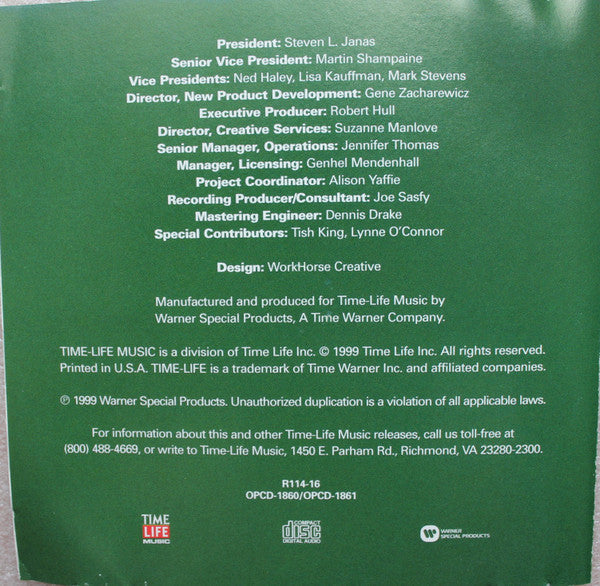 President: Steven L. Janas
Senior Vice President: Martin Shampaine
Vice Presidents: Ned Haley, Lisa Kauffman, Mark Stevens
Director, New Product Development: Gene Zacharewicz
Executive Producer: Robert Hull
Director, Creative Services: Suzanne Manlove
Senior Manager, Operations: Jennifer Thomas
Manager, Licensing: Genhel Mendenhall
Project Coordinator: Alison Yaffie
Recording Producer/Consultant: Joe Sasfy
Mastering Engineer: Dennis Drake
Special Contributors: Tish King, Lynne O'Connor
Design: WorkHorse Creative
Manufactured and produced for Time-Life Music by
Warner Special Products, A Time Warner Company.
TIME-LIFE MUSIC is a division of Time Life Inc. © 1999 Time Life Inc. All rights reserved.
Printed in U.S.A. TIME-LIFE is a trademark of Time Warner Inc. and affiliated companies.
℗ 1999 Warner Special Products. Unauthorized duplication is a violation of all applicable laws.
For information about this and other Time-Life Music releases, call us toll-free at
(800) 488-4669, or write to Time-Life Music, 1450 E. Parham Rd., Richmond, VA 23280-2300.
R114-16
OPCD-1860/OPCD-1861
TIME
LIFE
MUSIC
COMPACT
disc
DIGITAL AUDIO
WARNER
SPECIAL PRODUCTS